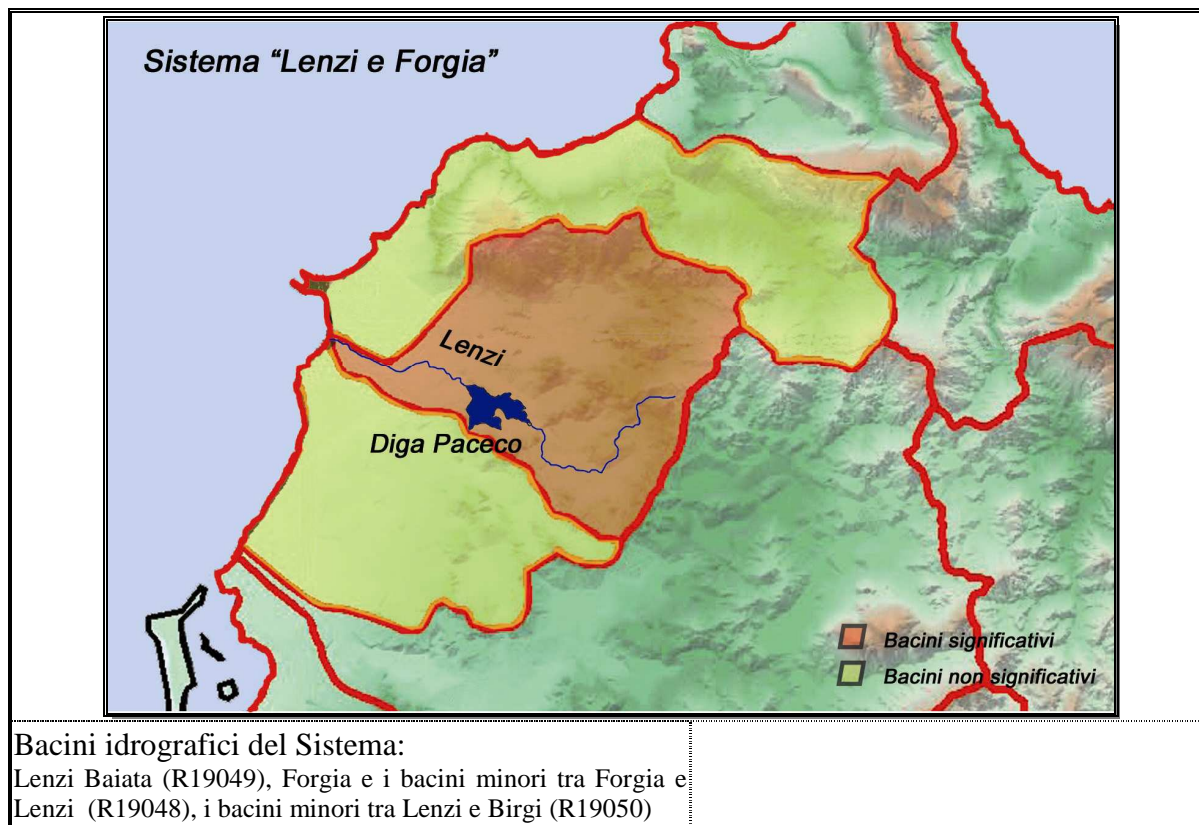 Sistema “Lenzi e Forgia”
Lenzi
Diga Paceco
Bacini significativi
Bacini non significativi
Bacini idrografici del Sistema:
Lenzi Baiata (R19049), Forgia e i bacini minori tra Forgia e
Lenzi (R19048), i bacini minori tra Lenzi e Birgi (R19050)